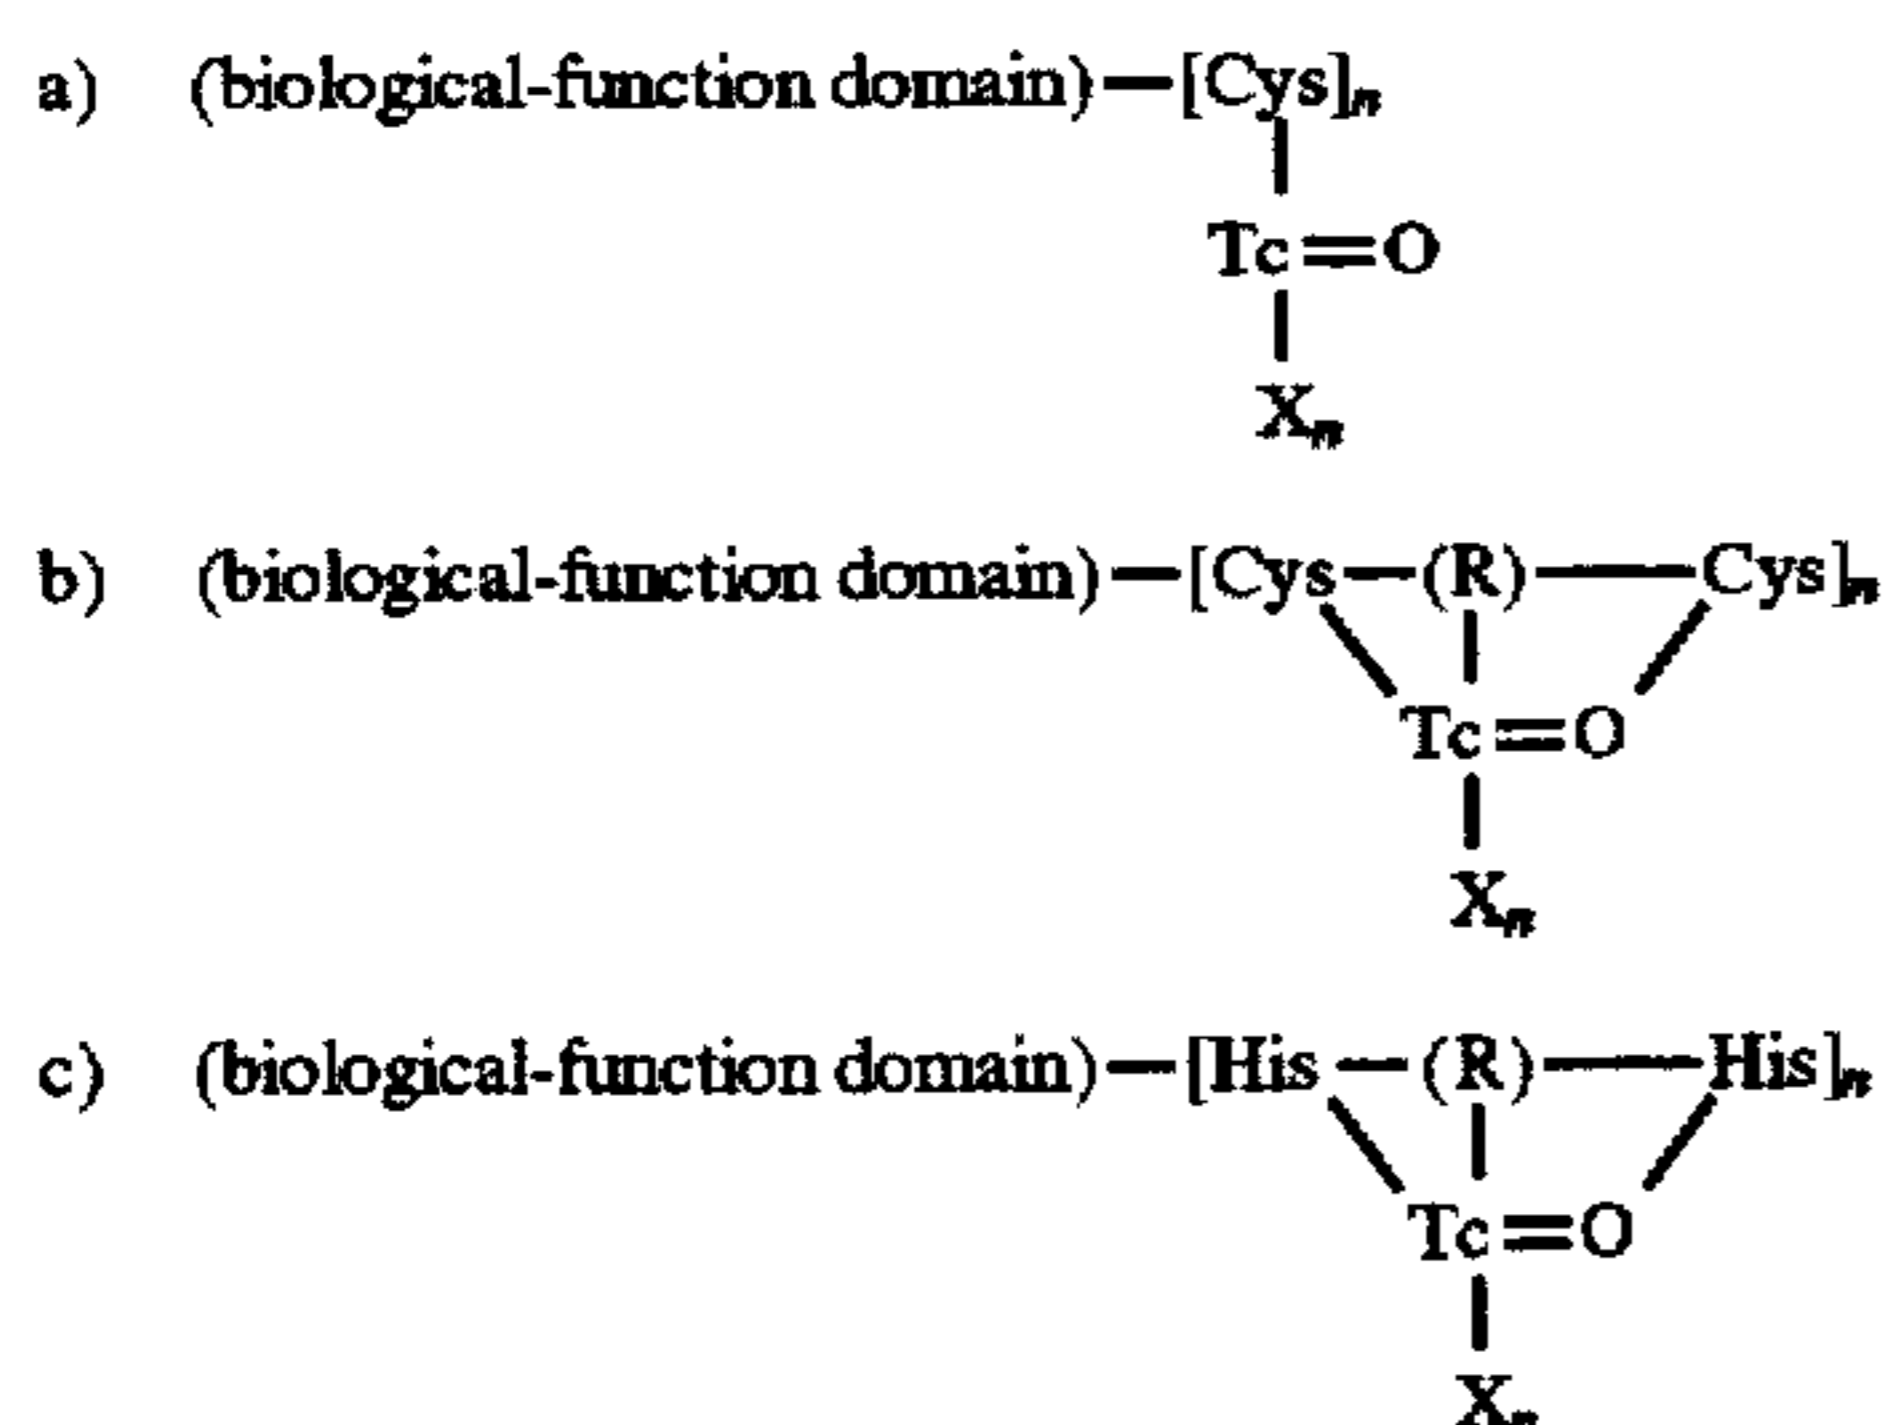 a) (biological-function domain)—[Cys]n
Tc=O
Xn
b) (biological-function domain)—[Cys—(R)—Cys]n
Tc=O
Xn
c) (biological-function domain)—[His—(R)—His]n
Tc=O
Xn